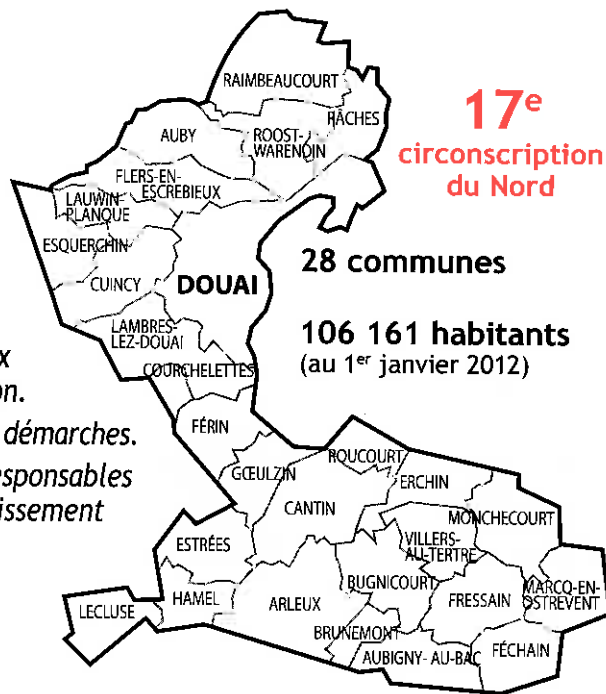 RAIMBEAUCOURT
RÂCHES
17e
circonscription
du Nord
AUBY
ROOST-
WARENDIN
FLERS-EN-
ESCREBIEUX
LAUWIN-
PLANQUE
ESQUERCHIN
28 communes
CUINCY
DOUAI
106 161 habitants
(au 1er janvier 2012)
LAMBRES-
LEZ-DOUAI
x
COURCHELETTES
on.
FÉRIN
démarches.
esponsables
issement
GŒULZIN
ROUCOURT
ERCHIN
CANTIN
MONCHECOURT
ESTRÉES
VILLERS-
AU-TERTRE
BUGNICOURT
MARCQ-EN-
OSTREVENT
HAMEL
ARLEUX
FRESSAIN
LECLUSE
BRUNEMONT
AUBIGNY-AU-BAC
FÉCHAIN